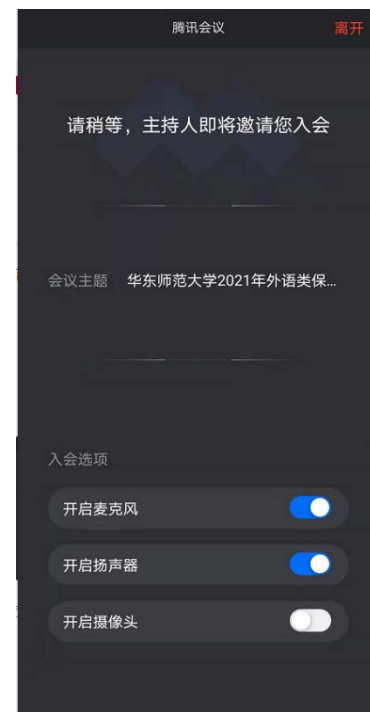 腾讯会议 离开
请稍等，主持人即将邀请您入会
会议主题 华东师范大学2021年外语类保...
入会选项
开启麦克风
开启扬声器
开启摄像头